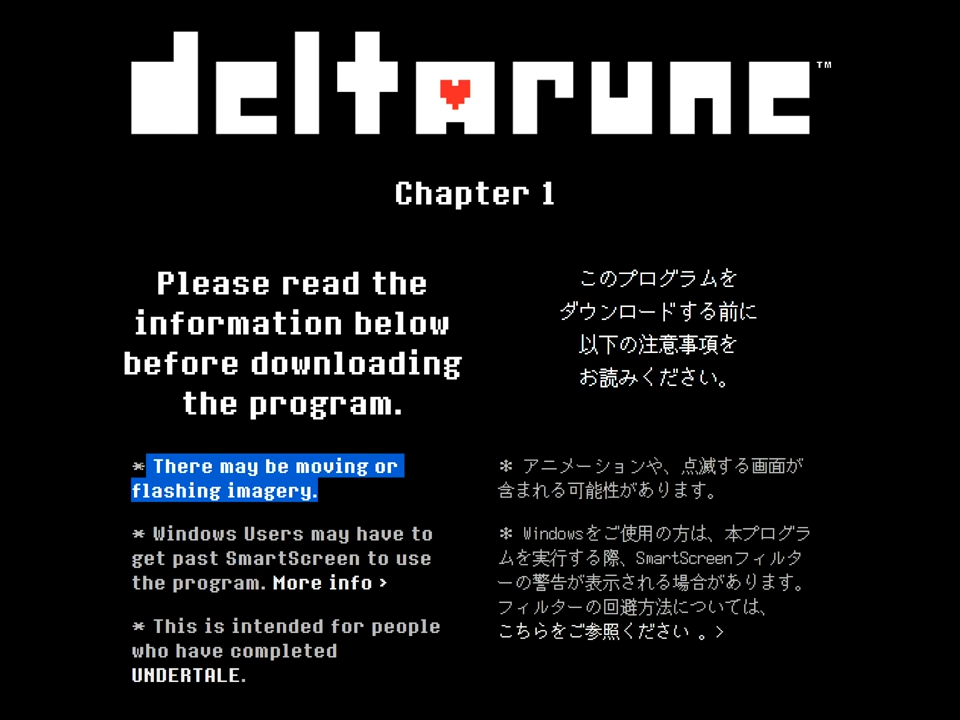 deltarune™
Chapter 1
Please read the
information below
before downloading
the program.
* There may be moving or
flashing imagery.
* Windows Users may have to
get past SmartScreen to use
the program. More info >
* This is intended for people
who have completed
UNDERTALE.
このプログラムを
ダウンロードする前に
以下の注意事項を
お読みください。
✻ アニメーションや、点滅する画面が
含まれる可能性があります。
✻ Windowsをご使用の方は、本プログラ
ムを実行する際、SmartScreenフィルタ
ーの警告が表示される場合があります。
フィルターの回避方法については、
こちらをご参照ください 。>